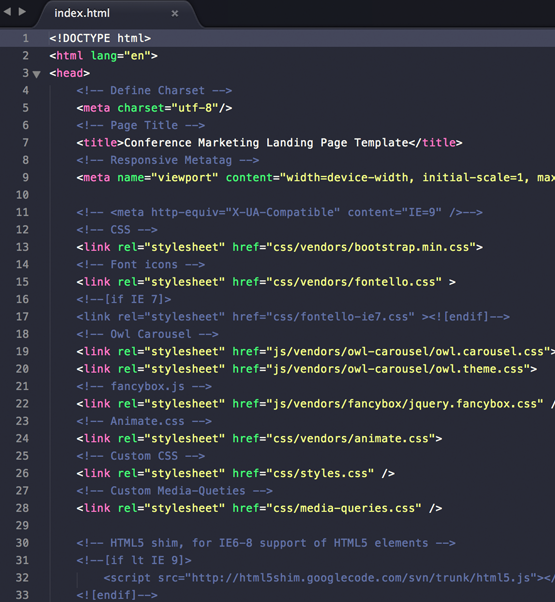 index.html ×
1 <!DOCTYPE html>
2 <html lang="en">
3 <head>
4 <!-- Define Charset -->
5 <meta charset="utf-8"/>
6 <!-- Page Title -->
7 <title>Conference Marketing Landing Page Template</title>
8 <!-- Responsive Metatag -->
9 <meta name="viewport" content="width=device-width, initial-scale=1, max
10
11 <!-- <meta http-equiv="X-UA-Compatible" content="IE=9" />-->
12 <!-- CSS -->
13 <link rel="stylesheet" href="css/vendors/bootstrap.min.css">
14 <!-- Font icons -->
15 <link rel="stylesheet" href="css/vendors/fontello.css" >
16 <!--[if IE 7]>
17 <link rel="stylesheet" href="css/fontello-ie7.css" ><![endif]-->
18 <!-- Owl Carousel -->
19 <link rel="stylesheet" href="js/vendors/owl-carousel/owl.carousel.css">
20 <link rel="stylesheet" href="js/vendors/owl-carousel/owl.theme.css">
21 <!-- fancybox.js -->
22 <link rel="stylesheet" href="js/vendors/fancybox/jquery.fancybox.css" /
23 <!-- Animate.css -->
24 <link rel="stylesheet" href="css/vendors/animate.css">
25 <!-- Custom CSS -->
26 <link rel="stylesheet" href="css/styles.css" />
27 <!-- Custom Media-Queties -->
28 <link rel="stylesheet" href="css/media-queries.css" />
29
30 <!-- HTML5 shim, for IE6-8 support of HTML5 elements -->
31 <!--[if lt IE 9]>
32 <script src="http://html5shim.googlecode.com/svn/trunk/html5.js"></
33 <![endif]-->